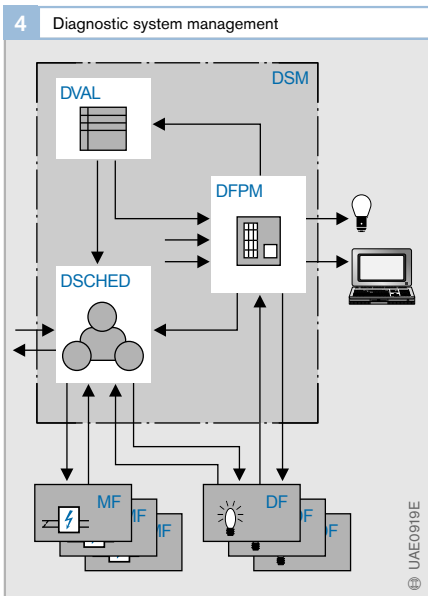 4 Diagnostic system management
DSM
DVAL
DFPM
DSCHED
MF
MF
MF
DF
DF
DF
UAE0919E